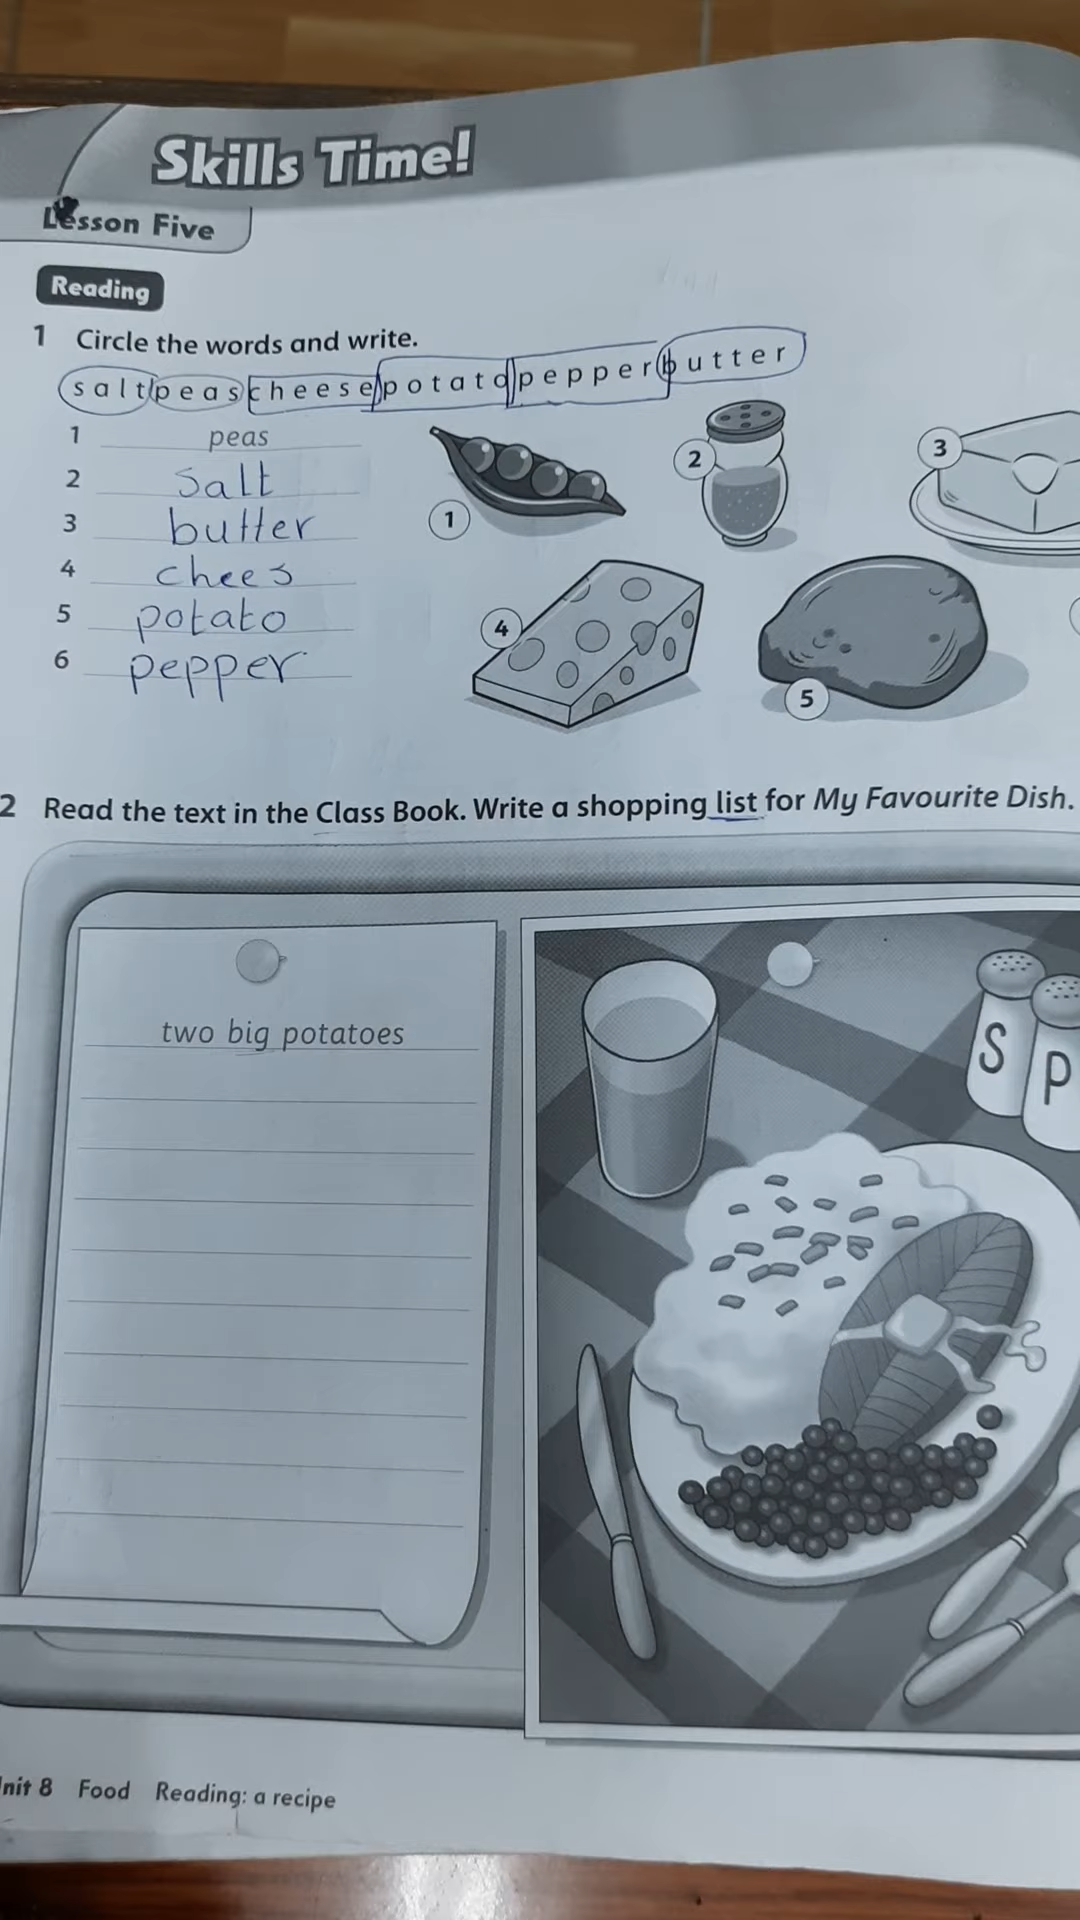 Skills Time!
Lesson Five
Reading
1 Circle the words and write.
saltpeascheesepotatopepperbutter
1 peas
2 salt
3 butter
4 chees
5 potato
6 pepper
1
2
3
4
5
2 Read the text in the Class Book. Write a shopping list for My Favourite Dish.
two big potatoes
S
P
Unit 8 Food Reading: a recipe